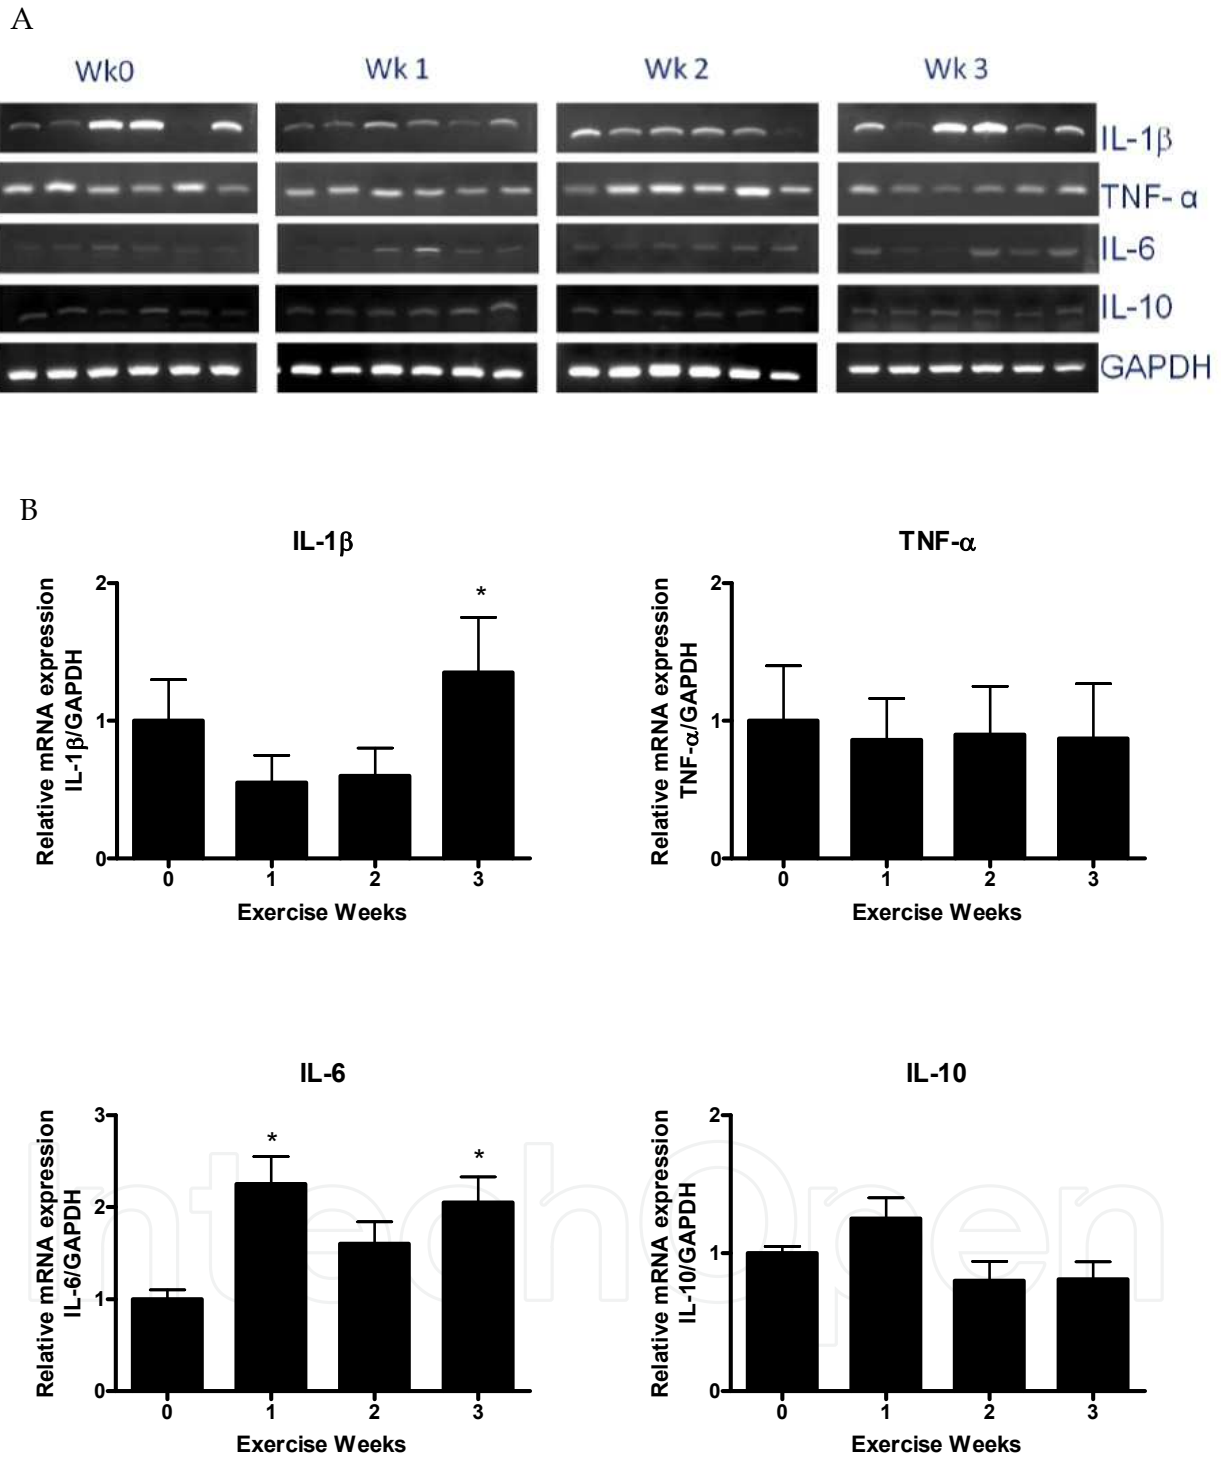 A
Wk0 Wk 1 Wk 2 Wk 3
IL-1β
TNF- α
IL-6
IL-10
GAPDH
B
IL-1β
Relative mRNA expression
IL-1β/GAPDH
2
1
0
*
0 1 2 3
Exercise Weeks
TNF-α
Relative mRNA expression
TNF-α/GAPDH
2
1
0
0 1 2 3
Exercise Weeks
IL-6
Relative mRNA expression
IL-6/GAPDH
3
2
1
0
* *
0 1 2 3
Exercise Weeks
IL-10
Relative mRNA expression
IL-10/GAPDH
2
1
0
0 1 2 3
Exercise Weeks
IntechOpen